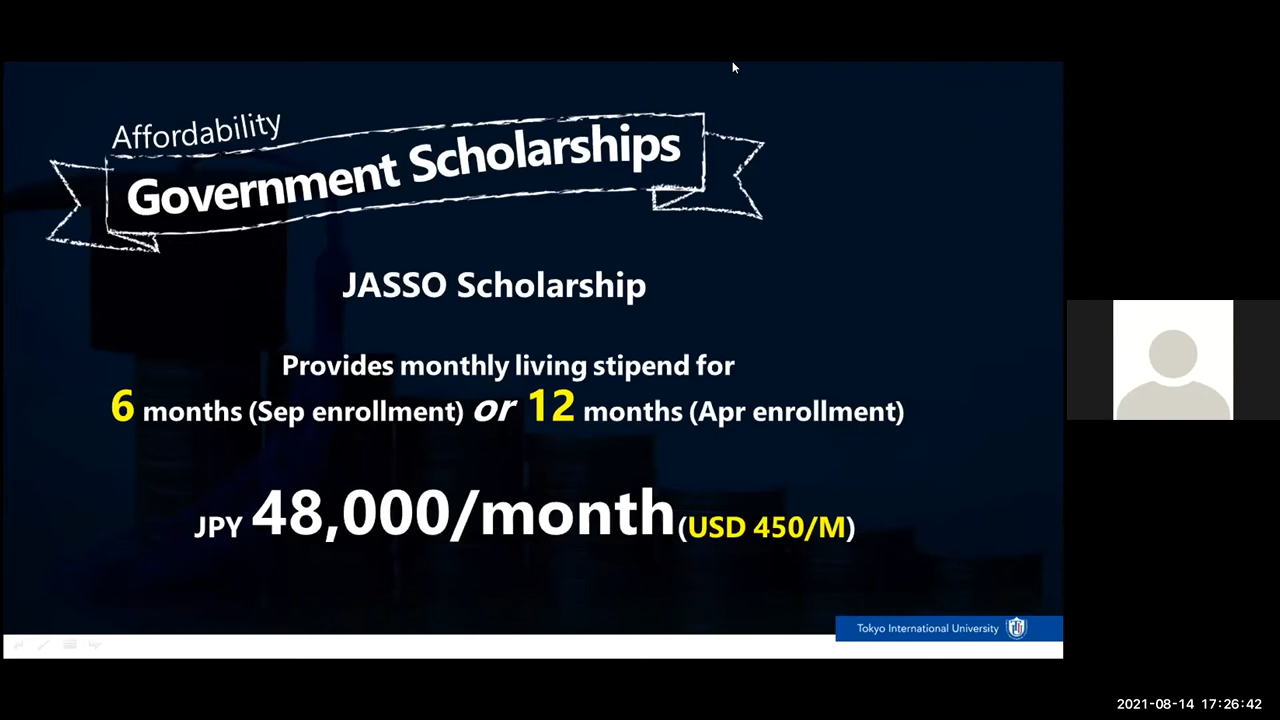 Affordability
Government Scholarships
JASSO Scholarship
Provides monthly living stipend for
6 months (Sep enrollment) or 12 months (Apr enrollment)
JPY 48,000/month(USD 450/M)
Tokyo International University
2021-08-14 17:26:42